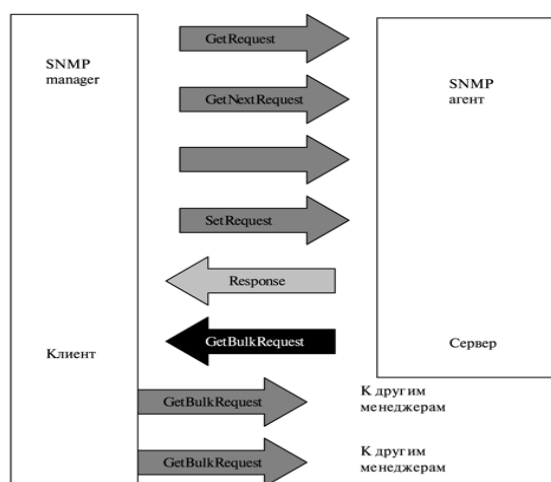 GetRequest
SNMP
manager
SNMP
агент
GetNextRequest
SetRequest
Response
Клиент
GetBulkRequest
Сервер
GetBulkRequest
К другим
менеджерам
GetBulkRequest
К другим
менеджерам